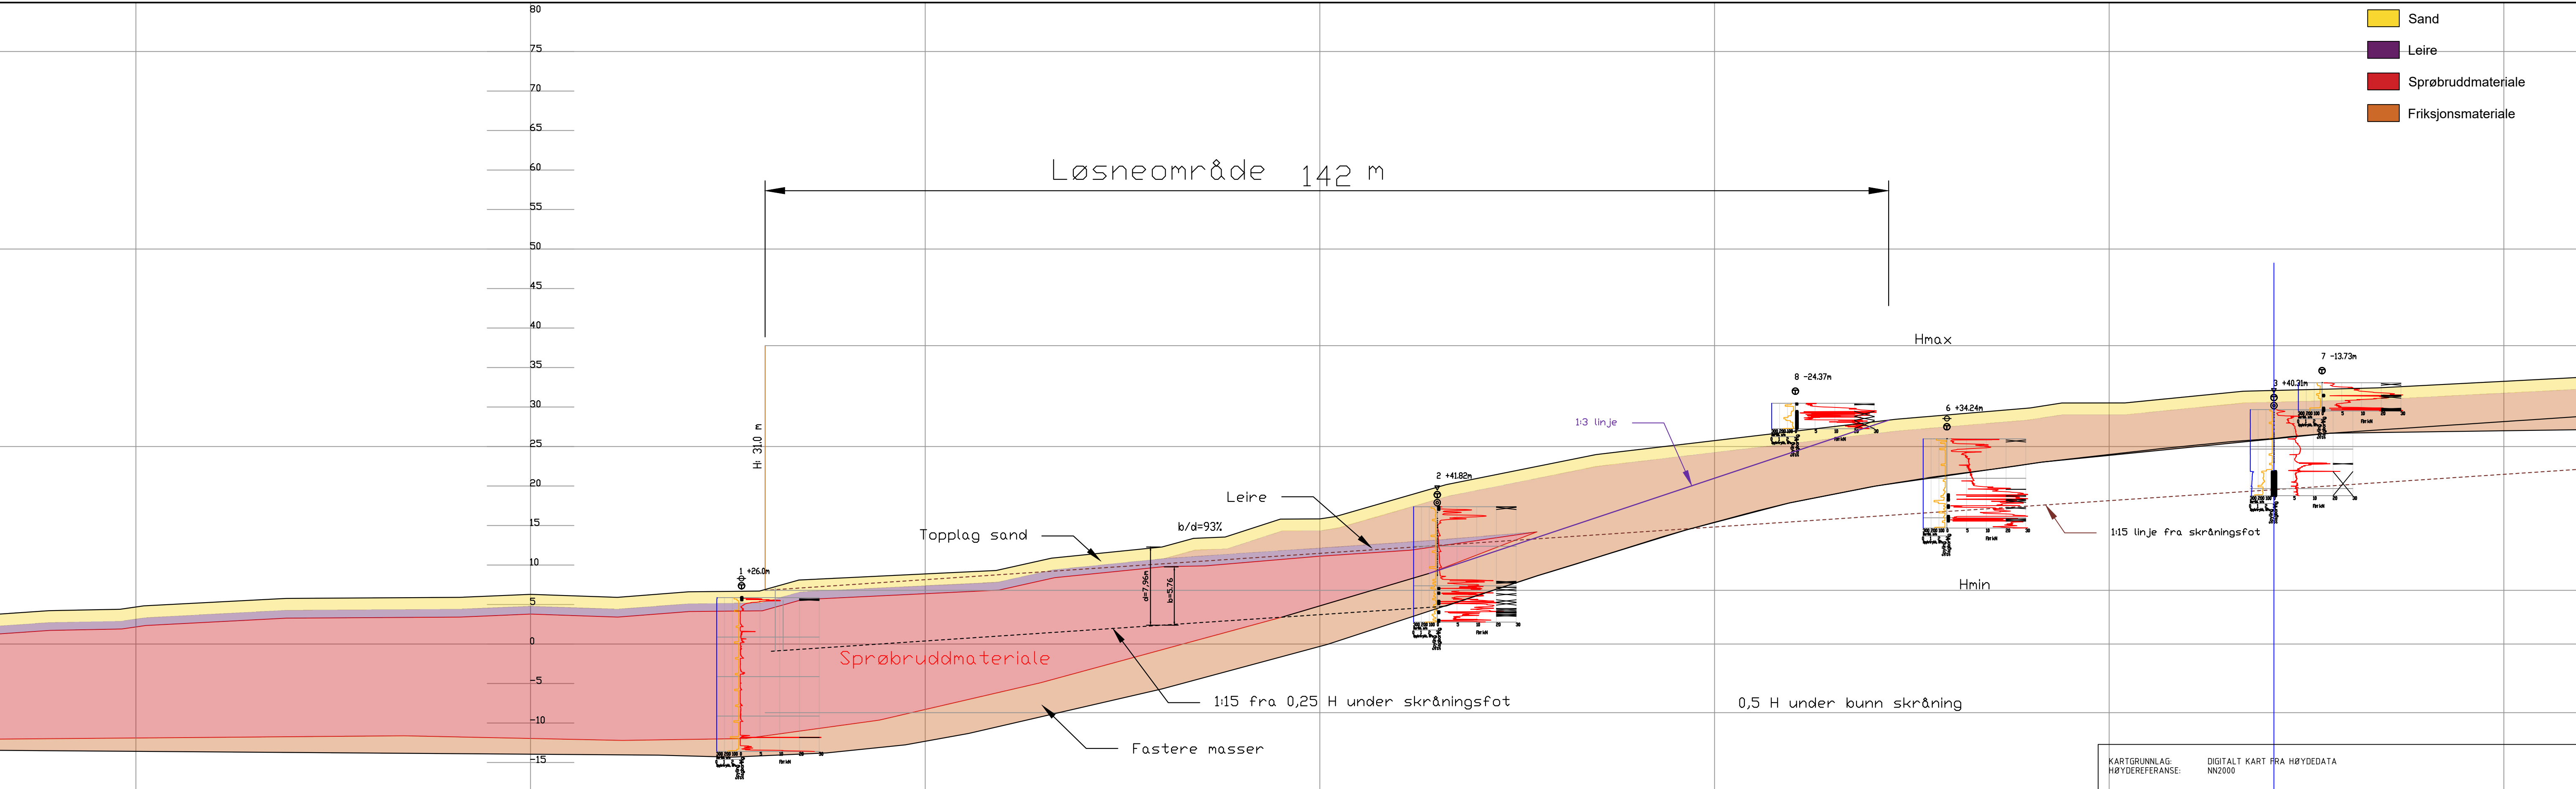 80
75
70
65
60
55
50
45
40
35
30
25
20
15
10
5
0
-5
-10
-15
Sand
Leire
Sprøbruddmateriale
Friksjonsmateriale
Løsneområde 142 m
Hmax
H: 31.0 m
1:3 linje
8 -24.37m
6 +34.24m
3 +40.31m
7 -13.73m
2 +41.82m
1 +26.0m
Leire
b/d=93%
Topplag sand
d=7,96m
b=5.76
1:15 linje fra skråningsfot
Hmin
Sprøbruddmateriale
1:15 fra 0,25 H under skråningsfot
0,5 H under bunn skråning
Fastere masser
KARTGRUNNLAG: DIGITALT KART FRA HØYDEDATA
HØYDEREFERANSE: NN2000